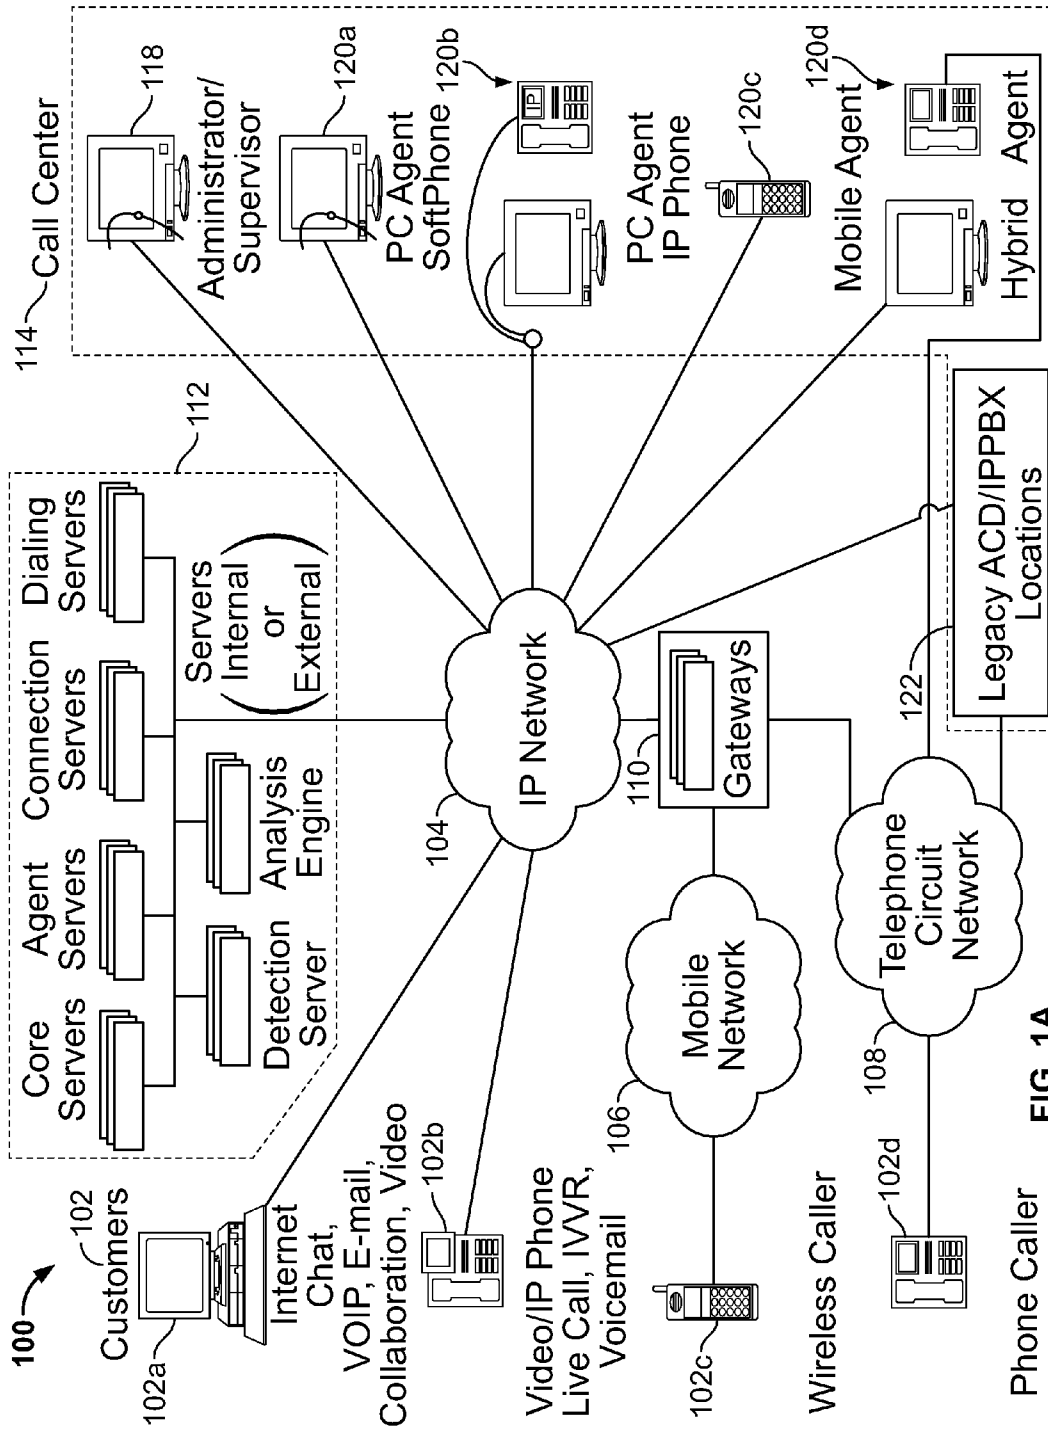 100
Customers 102
102a
Internet
Chat,
VOIP, E-mail,
Collaboration, Video
102b
Video/IP Phone
Live Call, IVVR,
Voicemail
102c
Wireless Caller
102d
Phone Caller
Core
Servers
Agent
Servers
Connection
Servers
Dialing
Servers
112
Detection
Server
Analysis
Engine
Servers
(Internal
or
External)
104
IP Network
106
Mobile
Network
108
Telephone
Circuit
Network
110
Gateways
114 Call Center
118
Administrator/
Supervisor
120a
PC Agent
SoftPhone
120b
IP
PC Agent
IP Phone
120c
Mobile Agent
120d
Hybrid Agent
122
Legacy ACD/IPPBX
Locations
FIG. 1A